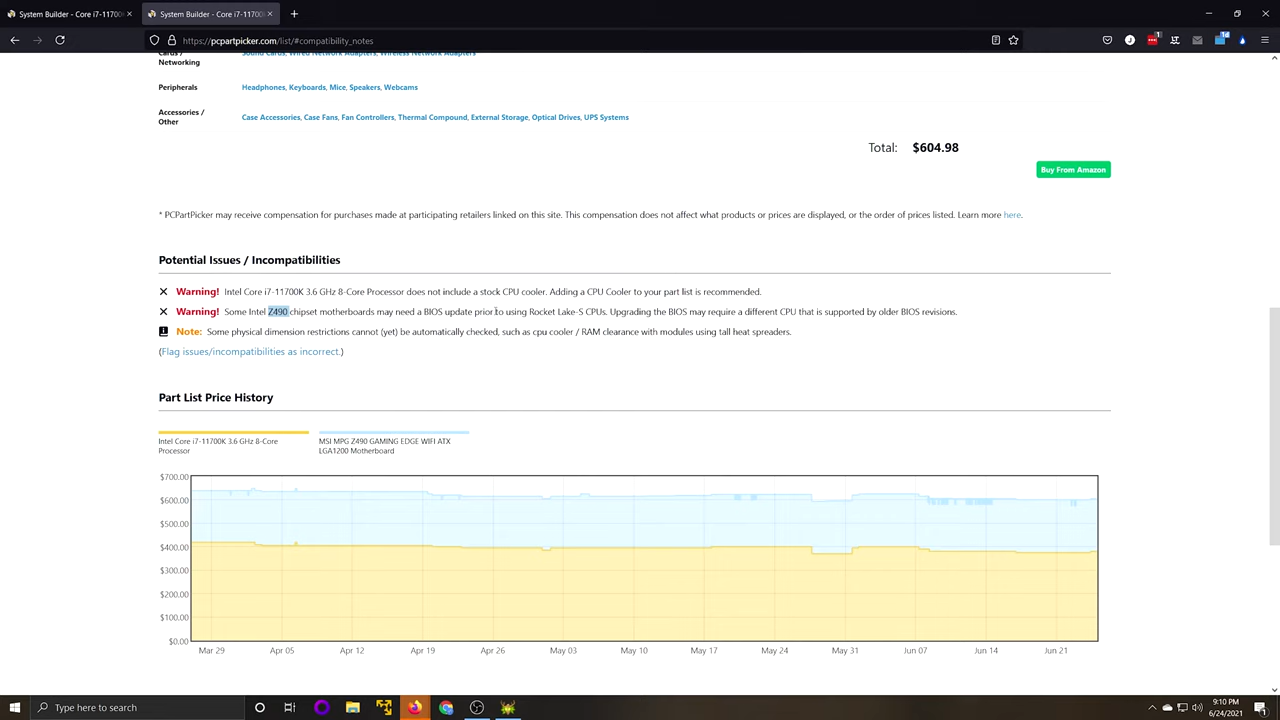 System Builder - Core i7-11700K
System Builder - Core i7-11700K
https://pcpartpicker.com/list/#compatibility_notes
Networking
Peripherals
Headphones, Keyboards, Mice, Speakers, Webcams
Accessories /
Other
Case Accessories, Case Fans, Fan Controllers, Thermal Compound, External Storage, Optical Drives, UPS Systems
Total: $604.98
Buy From Amazon
* PCPartPicker may receive compensation for purchases made at participating retailers linked on this site. This compensation does not affect what products or prices are displayed, or the order of prices listed. Learn more here.
Potential Issues / Incompatibilities
Warning! Intel Core i7-11700K 3.6 GHz 8-Core Processor does not include a stock CPU cooler. Adding a CPU Cooler to your part list is recommended.
Warning! Some Intel Z490 chipset motherboards may need a BIOS update prior to using Rocket Lake-S CPUs. Upgrading the BIOS may require a different CPU that is supported by older BIOS revisions.
Note: Some physical dimension restrictions cannot (yet) be automatically checked, such as cpu cooler / RAM clearance with modules using tall heat spreaders.
(Flag issues/incompatibilities as incorrect.)
Part List Price History
Intel Core i7-11700K 3.6 GHz 8-Core
Processor
MSI MPG Z490 GAMING EDGE WIFI ATX
LGA1200 Motherboard
$700.00
$600.00
$500.00
$400.00
$300.00
$200.00
$100.00
$0.00
Mar 29 Apr 05 Apr 12 Apr 19 Apr 26 May 03 May 10 May 17 May 24 May 31 Jun 07 Jun 14 Jun 21
Type here to search
9:10 PM
6/24/2021